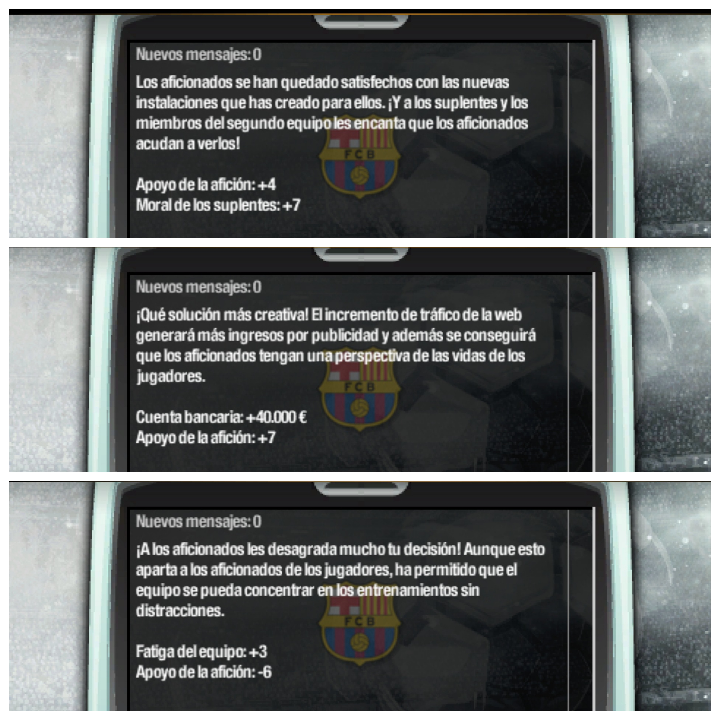 Nuevos mensajes: 0
Los aficionados se han quedado satisfechos con las nuevas
instalaciones que has creado para ellos. ¡Y a los suplentes y los
miembros del segundo equipo les encanta que los aficionados
acudan a verlos!
FCB
Apoyo de la afición: +4
Moral de los suplentes: +7
Nuevos mensajes: 0
¡Qué solución más creativa! El incremento de tráfico de la web
generará más ingresos por publicidad y además se conseguirá
que los aficionados tengan una perspectiva de las vidas de los
jugadores.
FCB
Cuenta bancaria: +40.000 €
Apoyo de la afición: +7
Nuevos mensajes: 0
¡A los aficionados les desagrada mucho tu decisión! Aunque esto
aparta a los aficionados de los jugadores, ha permitido que el
equipo se pueda concentrar en los entrenamientos sin
distracciones.
FCB
Fatiga del equipo: +3
Apoyo de la afición: -6